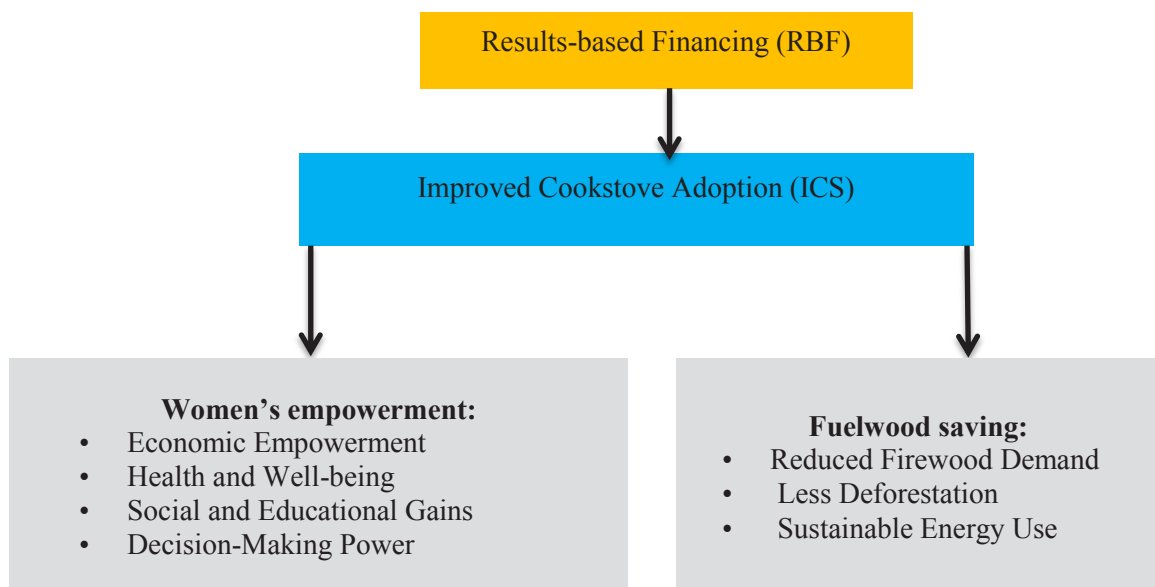 Results-based Financing (RBF)
Improved Cookstove Adoption (ICS)
Women’s empowerment:
• Economic Empowerment
• Health and Well-being
• Social and Educational Gains
• Decision-Making Power
Fuelwood saving:
• Reduced Firewood Demand
• Less Deforestation
• Sustainable Energy Use